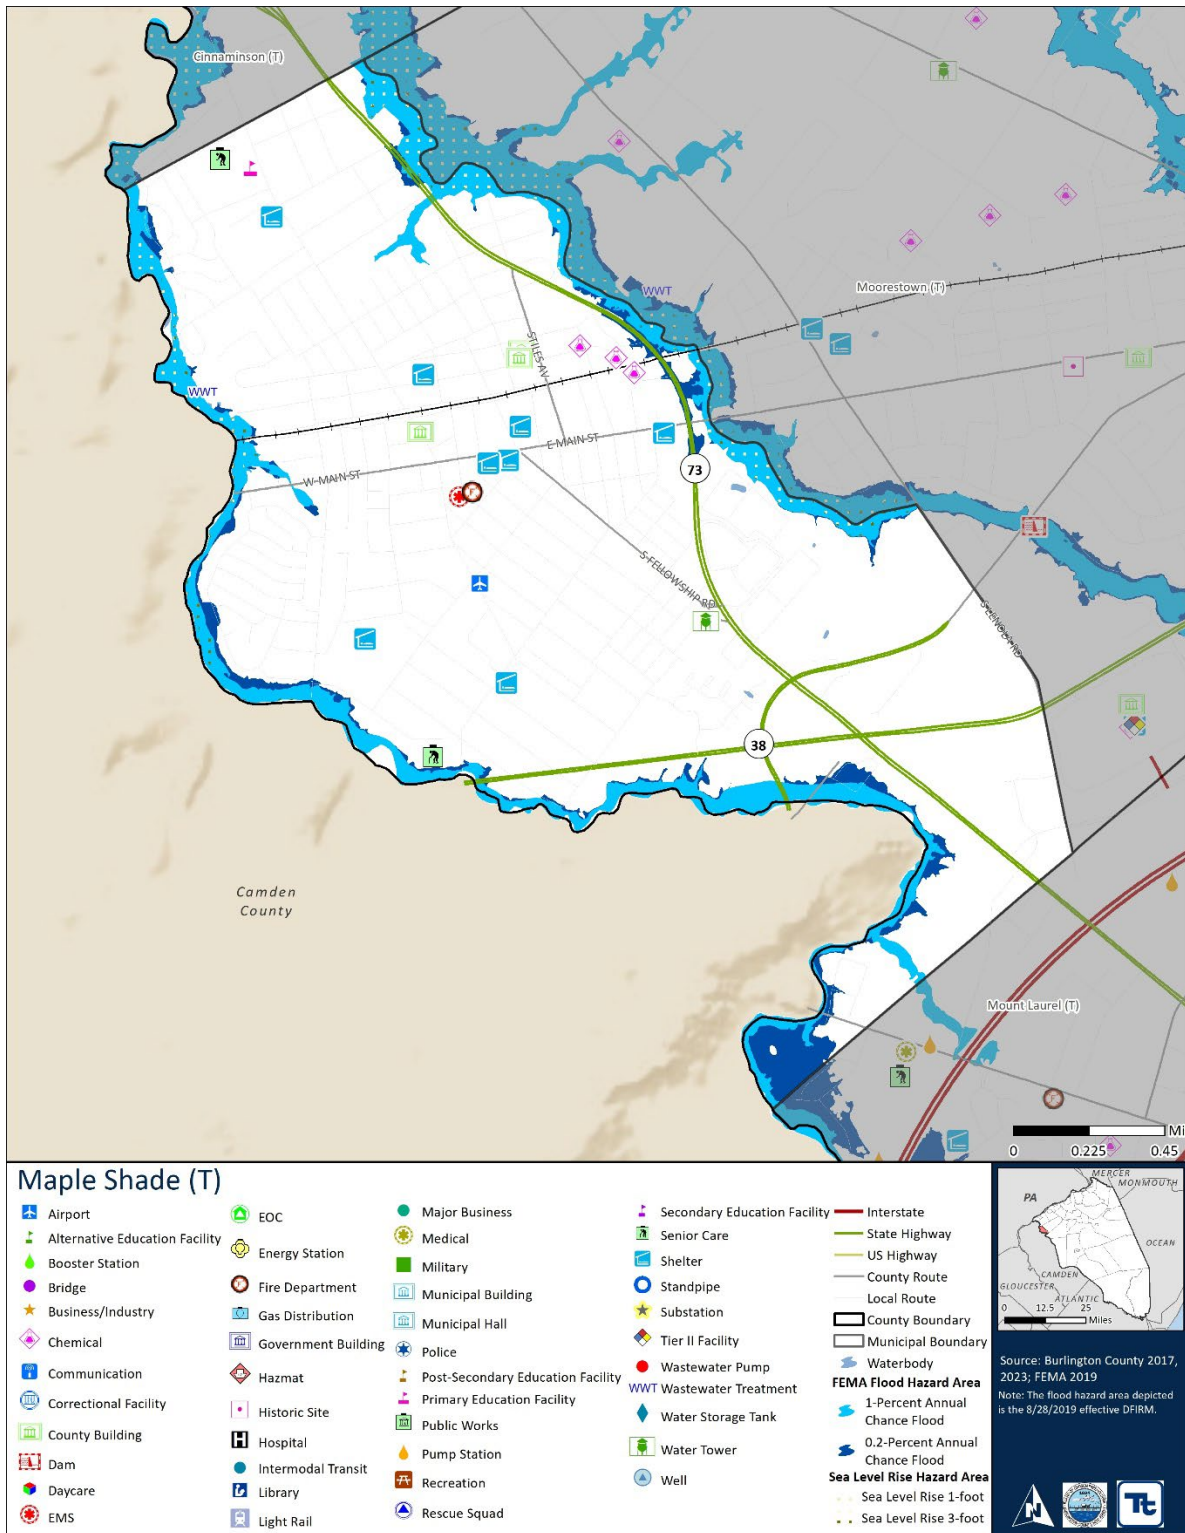 Cinnaminson (T)
WWT
Moorestown (T)
STILES AV
WWT
E MAIN ST
W MAIN ST
73
S FELLOWSHIP RD
S LENOLA RD
38
Camden
County
Mount Laurel (T)
Mi
0 0.225 0.45
Maple Shade (T)
Airport
Alternative Education Facility
Booster Station
Bridge
Business/Industry
Chemical
Communication
Correctional Facility
County Building
Dam
Daycare
EMS
EOC
Energy Station
Fire Department
Gas Distribution
Government Building
Hazmat
Historic Site
H Hospital
Intermodal Transit
Library
Light Rail
Major Business
Medical
Military
Municipal Building
Municipal Hall
Police
Post-Secondary Education Facility
Primary Education Facility
Public Works
Pump Station
Recreation
Rescue Squad
Secondary Education Facility
Senior Care
Shelter
Standpipe
Substation
Tier II Facility
Wastewater Pump
WWT Wastewater Treatment
Water Storage Tank
Water Tower
Well
Interstate
State Highway
US Highway
County Route
Local Route
County Boundary
Municipal Boundary
Waterbody
FEMA Flood Hazard Area
1-Percent Annual
Chance Flood
0.2-Percent Annual
Chance Flood
Sea Level Rise Hazard Area
Sea Level Rise 1-foot
Sea Level Rise 3-foot
MERCER
MONMOUTH
PA
OCEAN
CAMDEN
GLOUCESTER
ATLANTIC
0 12.5 25
Miles
Source: Burlington County 2017,
2023; FEMA 2019
Note: The flood hazard area depicted
is the 8/28/2019 effective DFIRM.
N
Tt